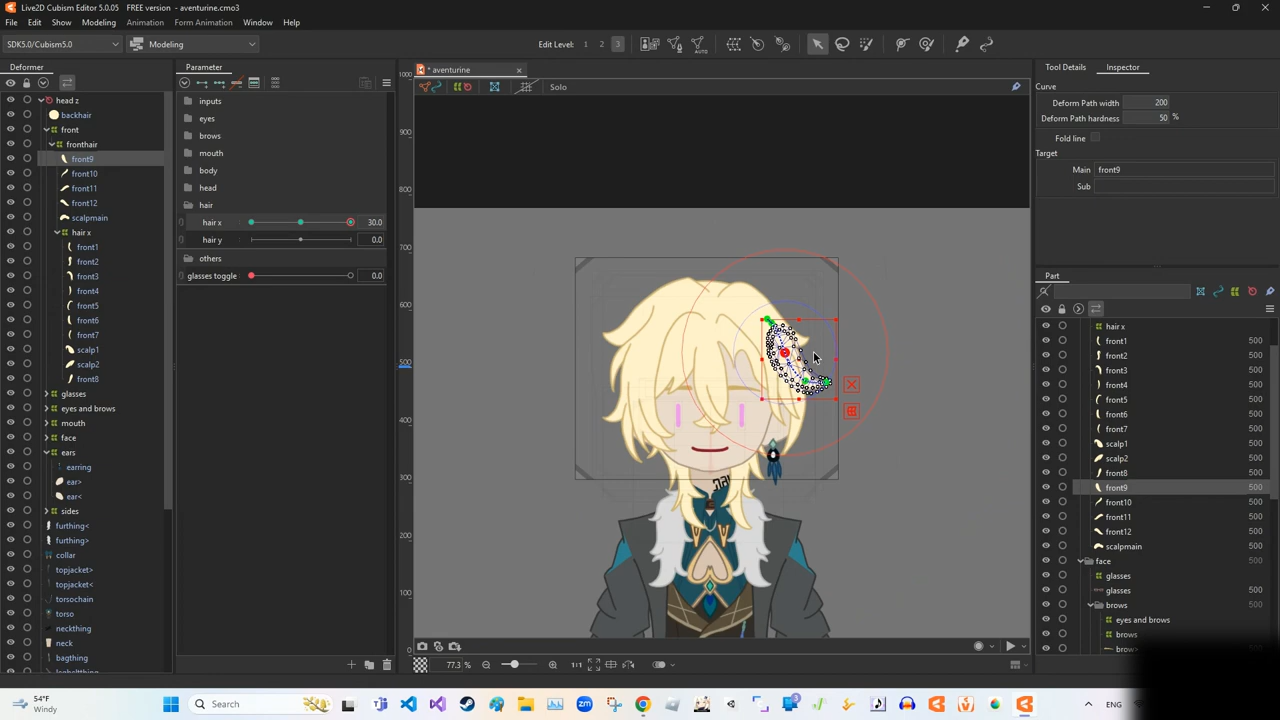 Live2D Cubism Editor 5.0.05 FREE version - aventurine.cmo3
File Edit Show Modeling Animation Form Animation Window Help
SDK5.0/Cubism5.0 Modeling Edit Level: 1 2 3
Deformer
head z
backhair
front
fronthair
front9
front10
front11
front12
scalpmain
hair x
front1
front2
front3
front4
front5
front6
front7
scalp1
scalp2
front8
glasses
eyes and brows
mouth
face
ears
earring
ear>
ear<
sides
furthing<
furthing>
collar
topjacket>
topjacket<
torsochain
torso
neckthing
neck
bagthing
Parameter
inputs
eyes
brows
mouth
body
head
hair
hair x 30.0
hair y 0.0
others
glasses toggle 0.0
* aventurine
Solo
1000
900
800
700
600
500
400
300
200
100
0
77.3 % 1:1
Tool Details Inspector
Curve
Deform Path width 200
Deform Path hardness 50 %
Fold line
Target
Main front9
Sub
Part
hair x
front1 500
front2 500
front3 500
front4 500
front5 500
front6 500
front7 500
scalp1 500
scalp2 500
front8 500
front9 500
front10 500
front11 500
front12 500
scalpmain 500
face
glasses 500
glasses 500
brows
eyes and brows 500
brows 500
brow> 500
54°F
Windy
Search
ENG